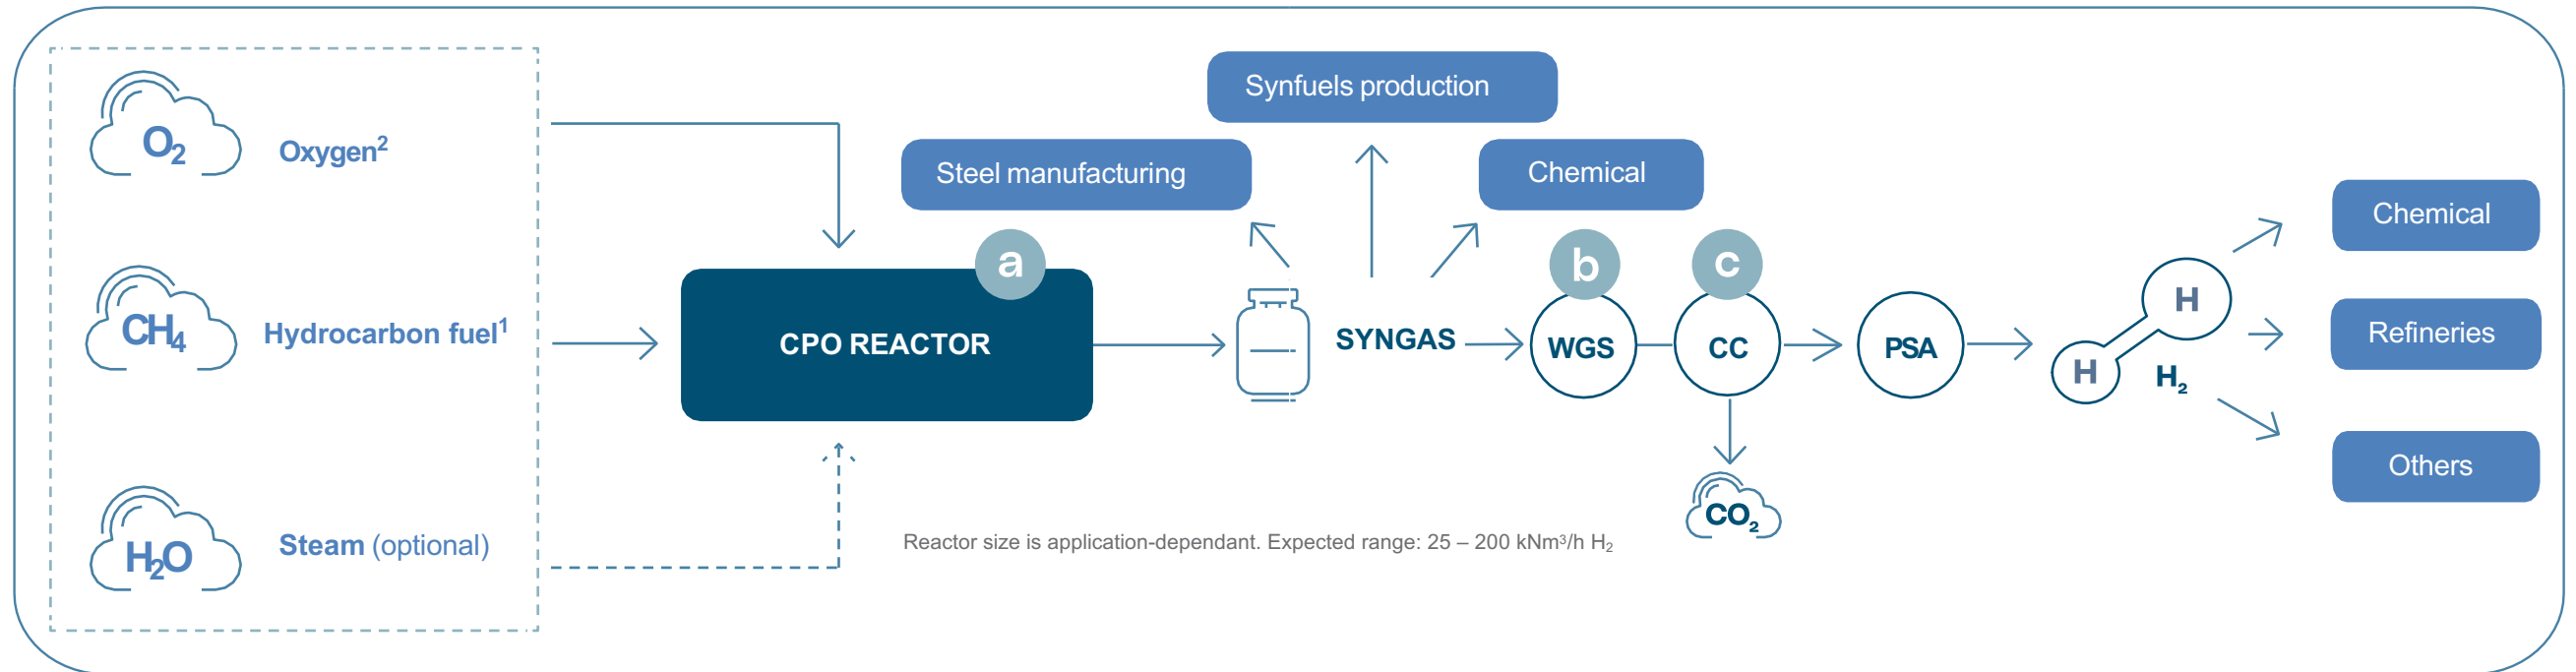 O₂
Oxygen²
CH₄
Hydrocarbon fuel¹
H₂O
Steam (optional)
CPO REACTOR
a
Steel manufacturing
Synfuels production
Chemical
SYNGAS
b
WGS
c
CC
CO₂
PSA
H
H
H₂
Chemical
Refineries
Others
Reactor size is application-dependant. Expected range: 25 – 200 kNm³/h H₂